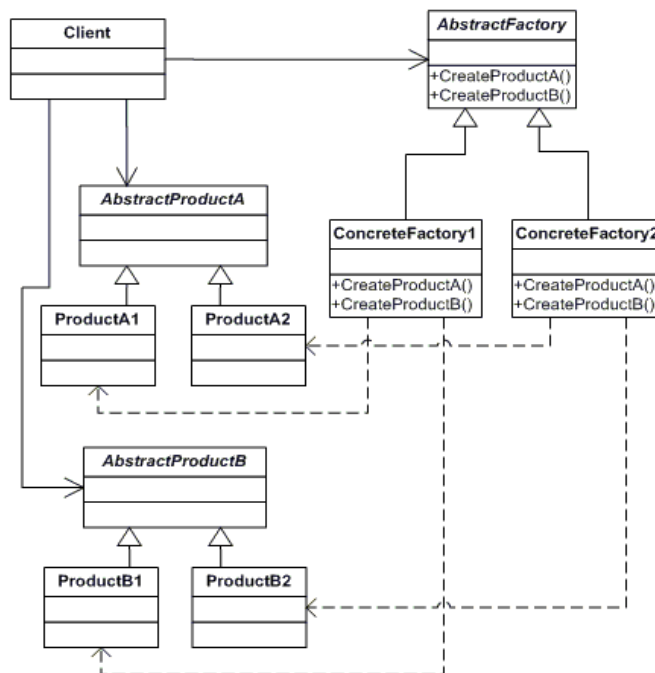 Client
AbstractFactory
+CreateProductA()
+CreateProductB()
AbstractProductA
ConcreteFactory1
+CreateProductA()
+CreateProductB()
ConcreteFactory2
+CreateProductA()
+CreateProductB()
ProductA1
ProductA2
AbstractProductB
ProductB1
ProductB2